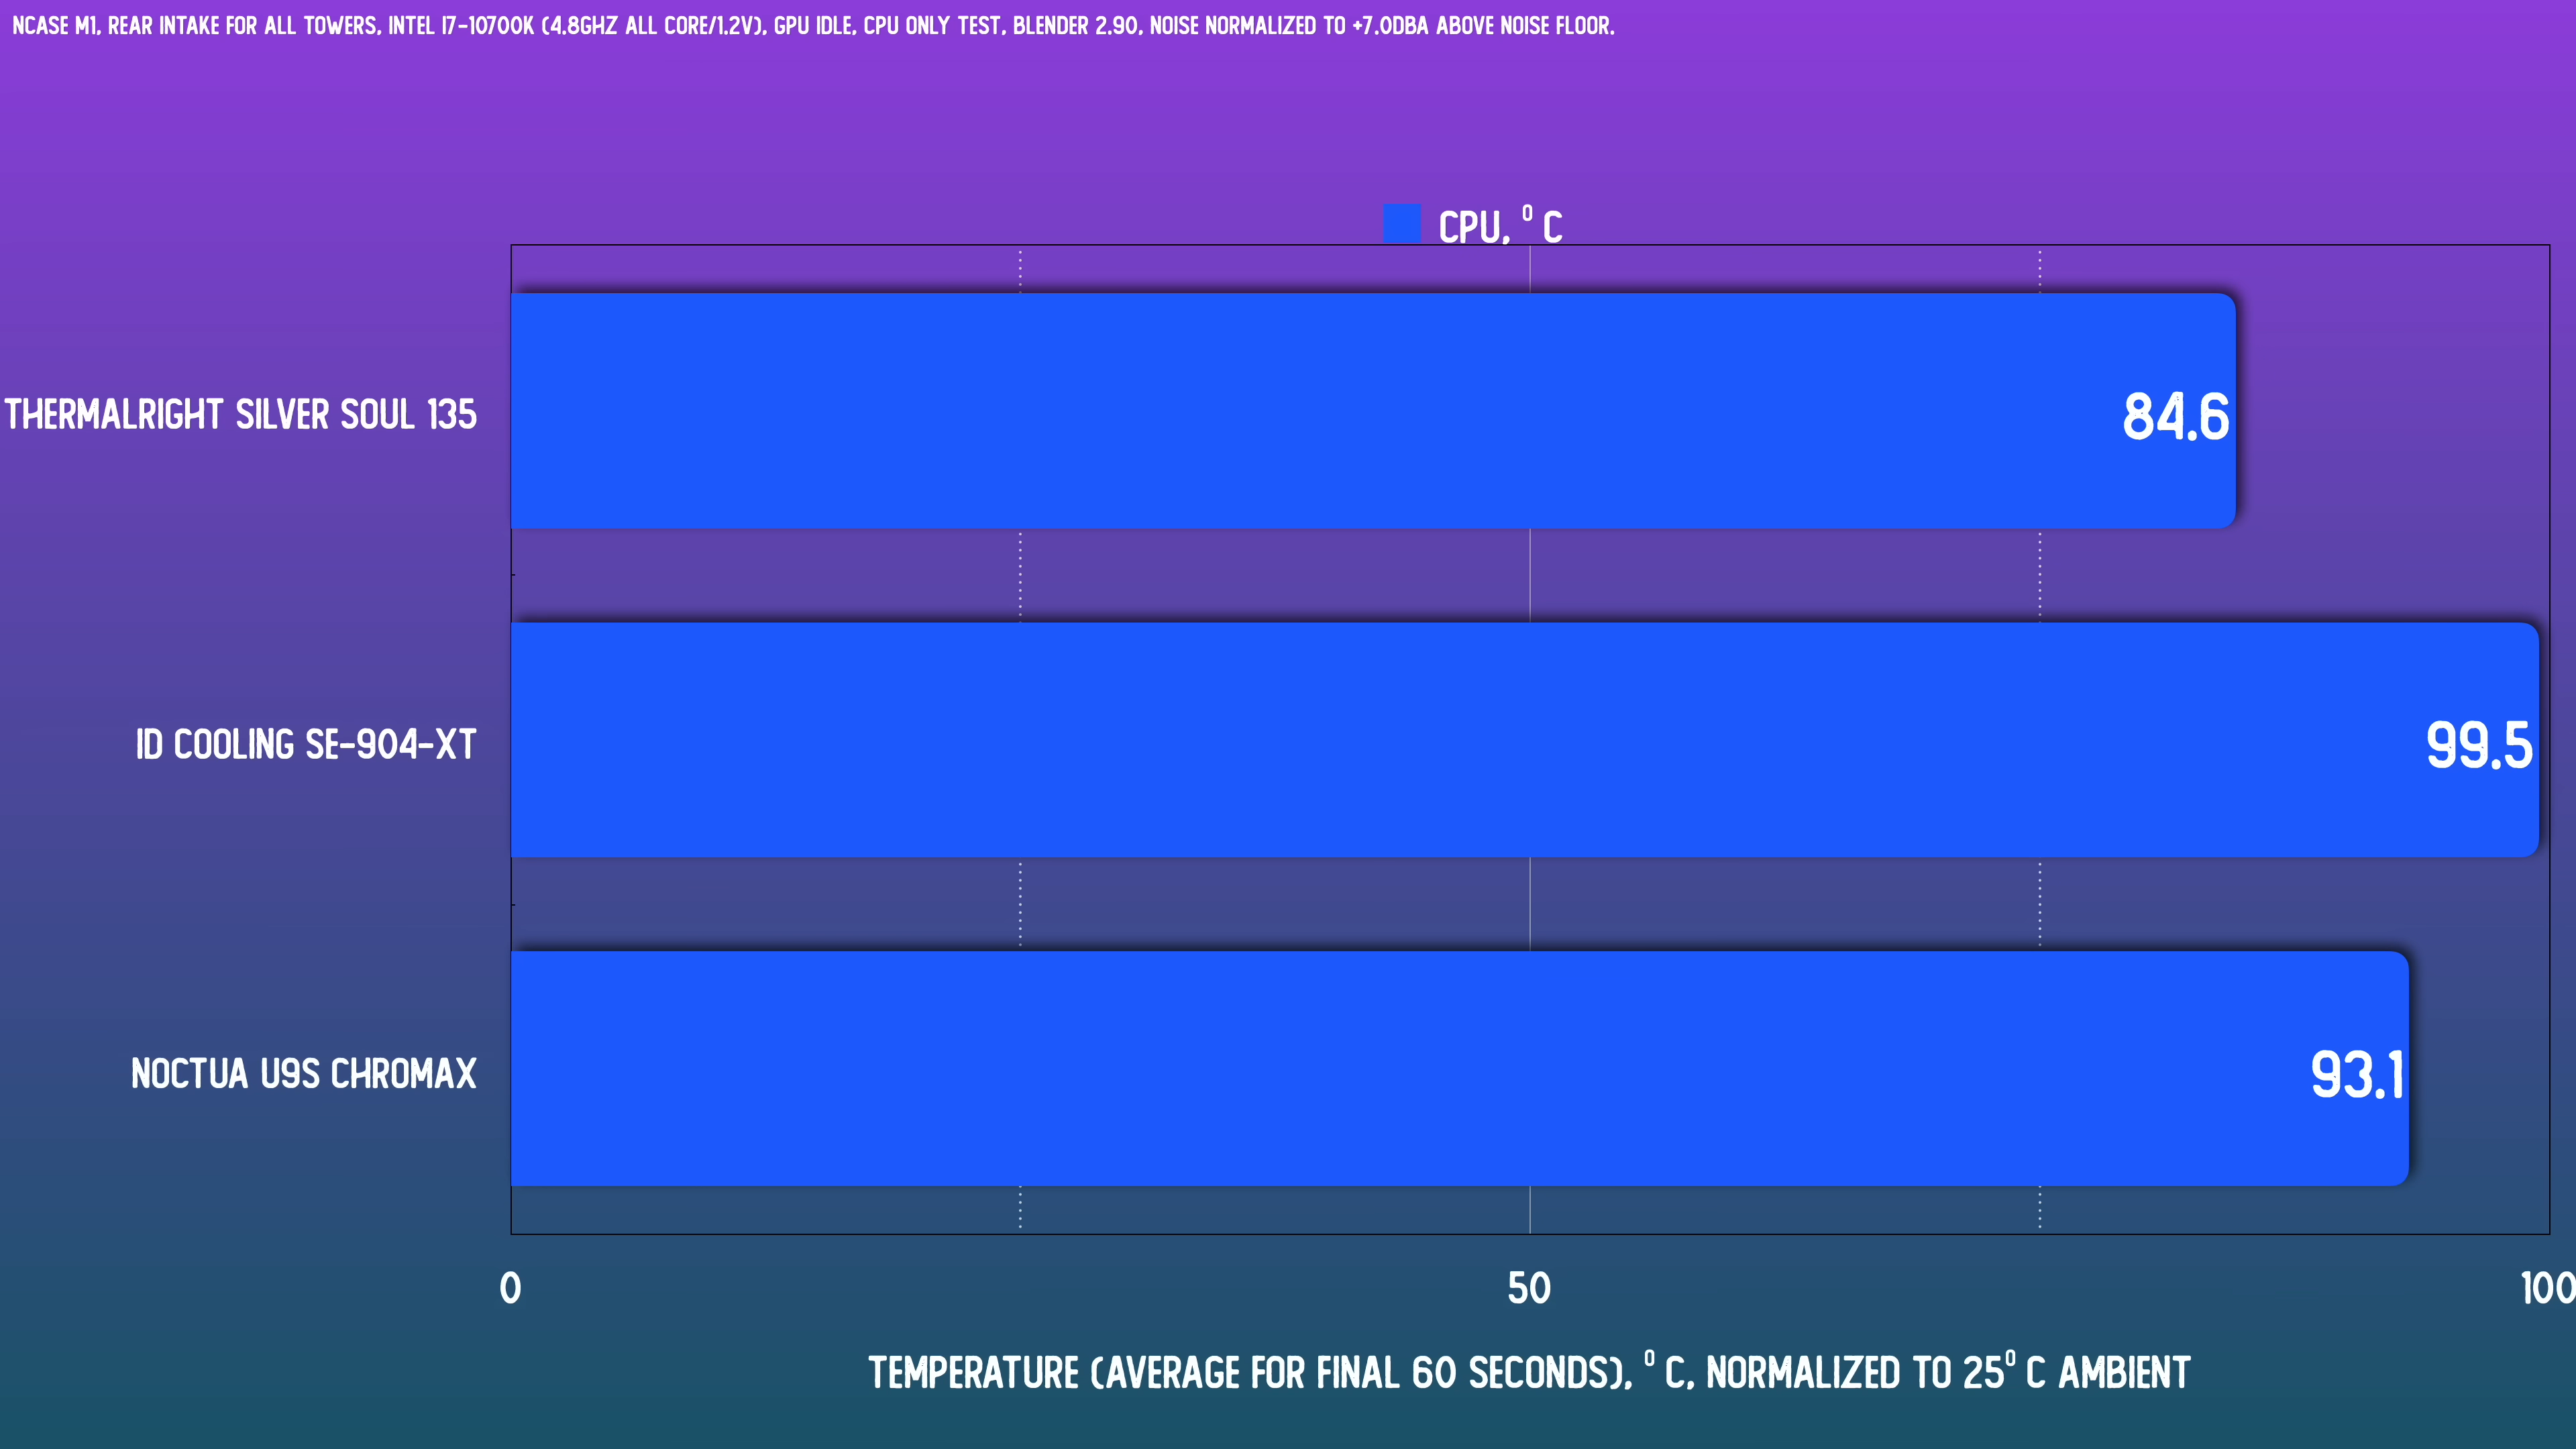 NCASE M1, REAR INTAKE FOR ALL TOWERS, INTEL I7-10700K (4.8GHZ ALL CORE/1.2V), GPU IDLE, CPU ONLY TEST, BLENDER 2.90, NOISE NORMALIZED TO +7.0DBA ABOVE NOISE FLOOR.
CPU, ° C
THERMALRIGHT SILVER SOUL 135
84.6
ID COOLING SE-904-XT
99.5
NOCTUA U9S CHROMAX
93.1
0 50 100
TEMPERATURE (AVERAGE FOR FINAL 60 SECONDS), ° C, NORMALIZED TO 25° C AMBIENT